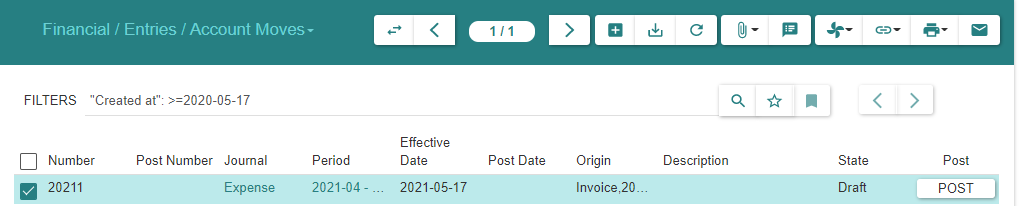 Financial / Entries / Account Moves
1 / 1
FILTERS "Created at": >=2020-05-17
Number Post Number Journal Period Effective Date Post Date Origin Description State Post
20211 Expense 2021-04 - ... 2021-05-17 Invoice,20... Draft POST